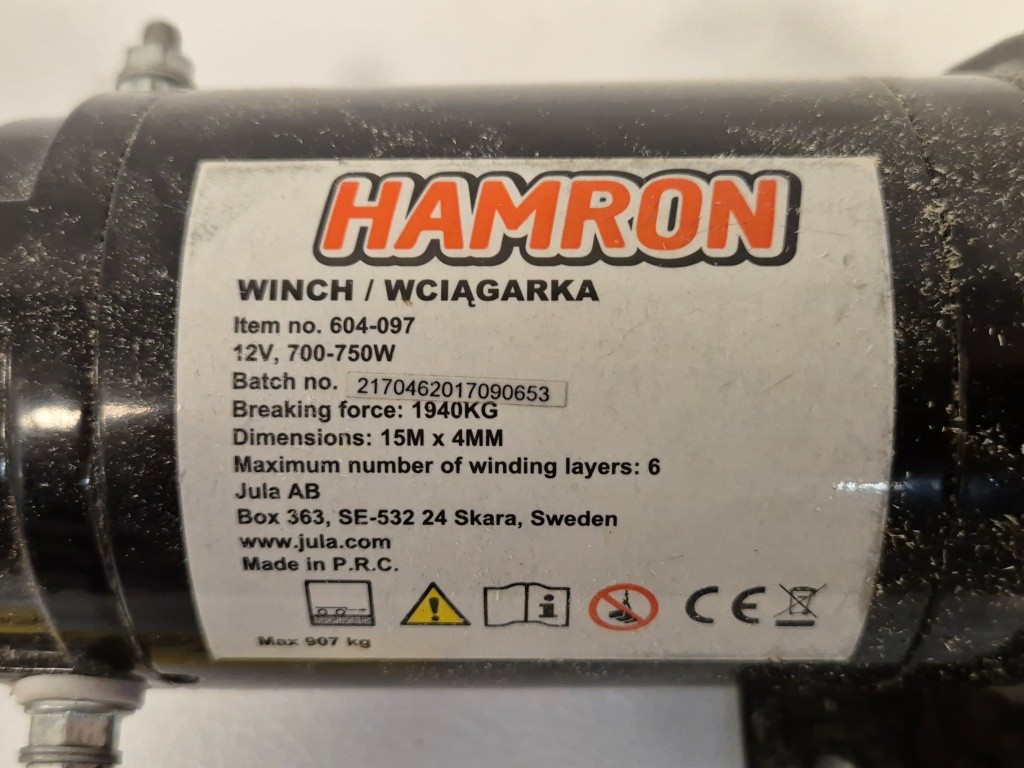 HAMRON
WINCH / WCIĄGARKA
Item no. 604-097
12V, 700-750W
Batch no. 2170462017090653
Breaking force: 1940KG
Dimensions: 15M x 4MM
Maximum number of winding layers: 6
Jula AB
Box 363, SE-532 24 Skara, Sweden
www.jula.com
Made in P.R.C.
CE
Max 907 kg